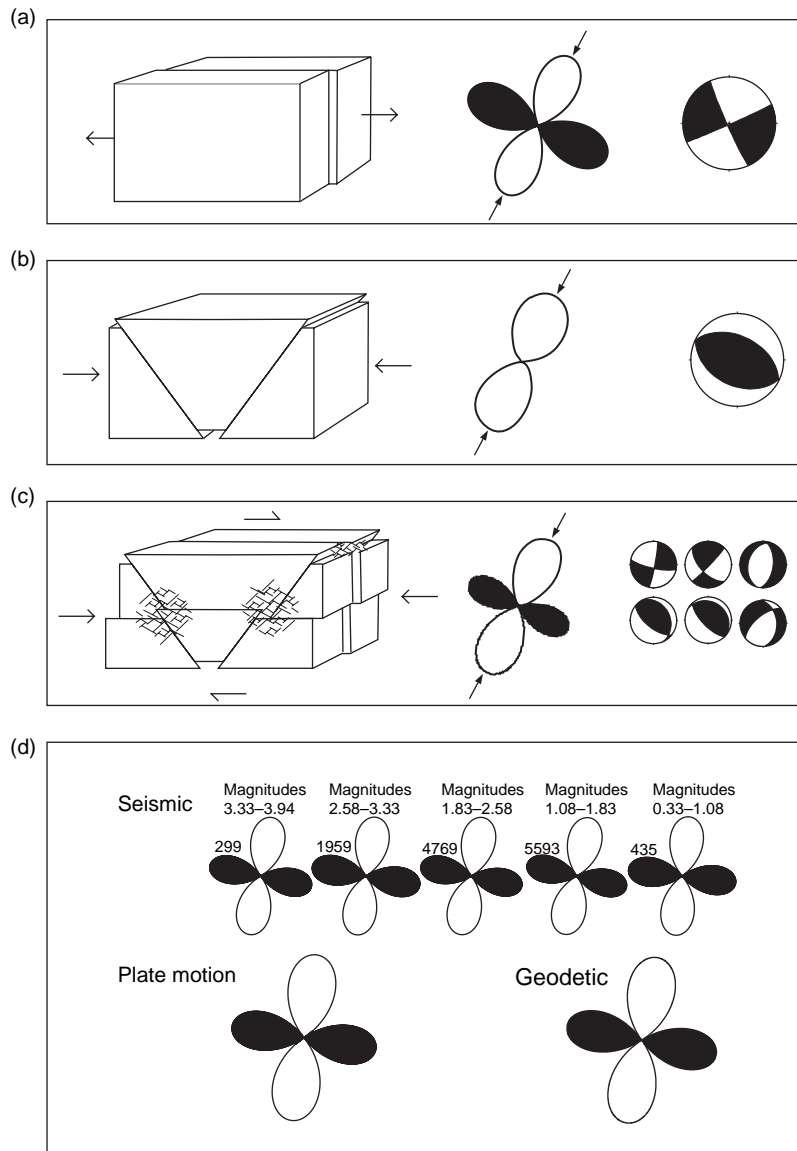 (a)
(b)
(c)
(d)
Seismic
Magnitudes
3.33–3.94
Magnitudes
2.58–3.33
Magnitudes
1.83–2.58
Magnitudes
1.08–1.83
Magnitudes
0.33–1.08
299
1959
4769
5593
435
Plate motion
Geodetic